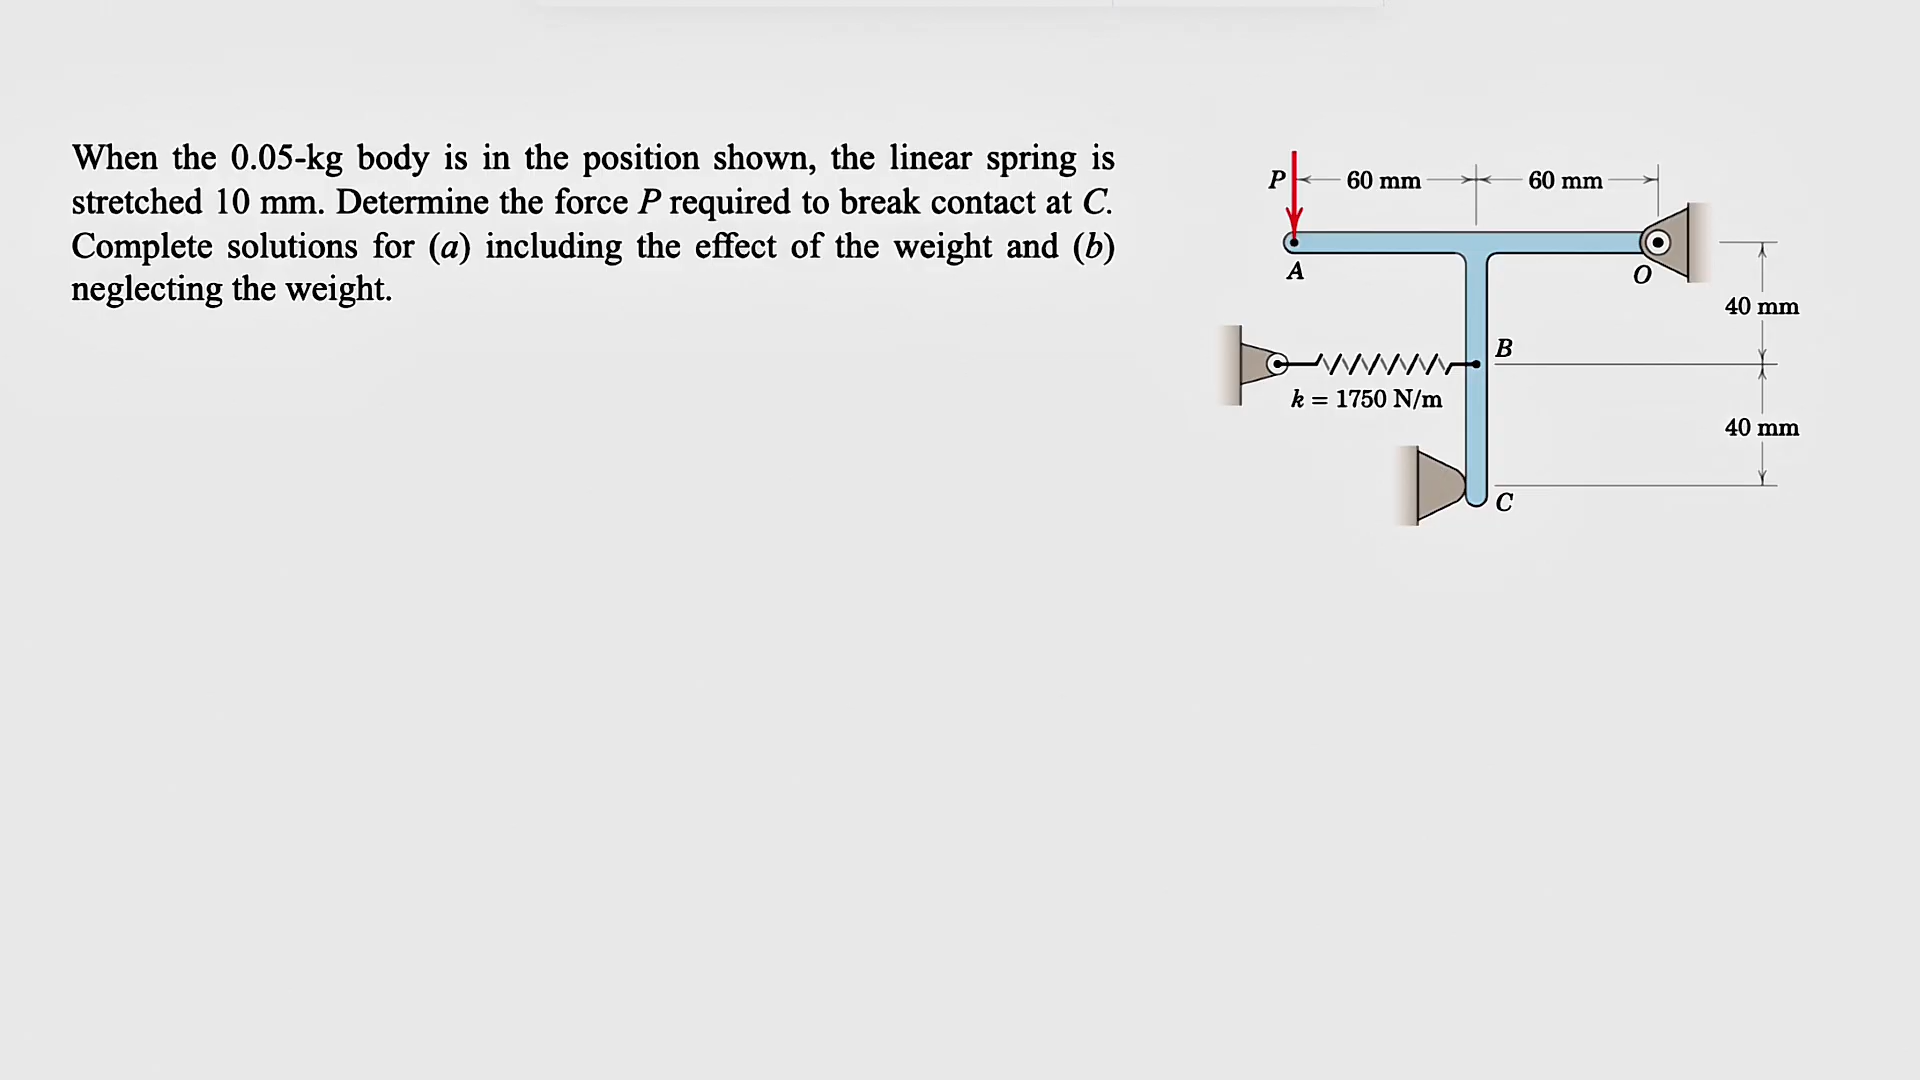 When the 0.05-kg body is in the position shown, the linear spring is
stretched 10 mm. Determine the force P required to break contact at C.
Complete solutions for (a) including the effect of the weight and (b)
neglecting the weight.
P
60 mm
60 mm
A
O
40 mm
B
k = 1750 N/m
40 mm
C